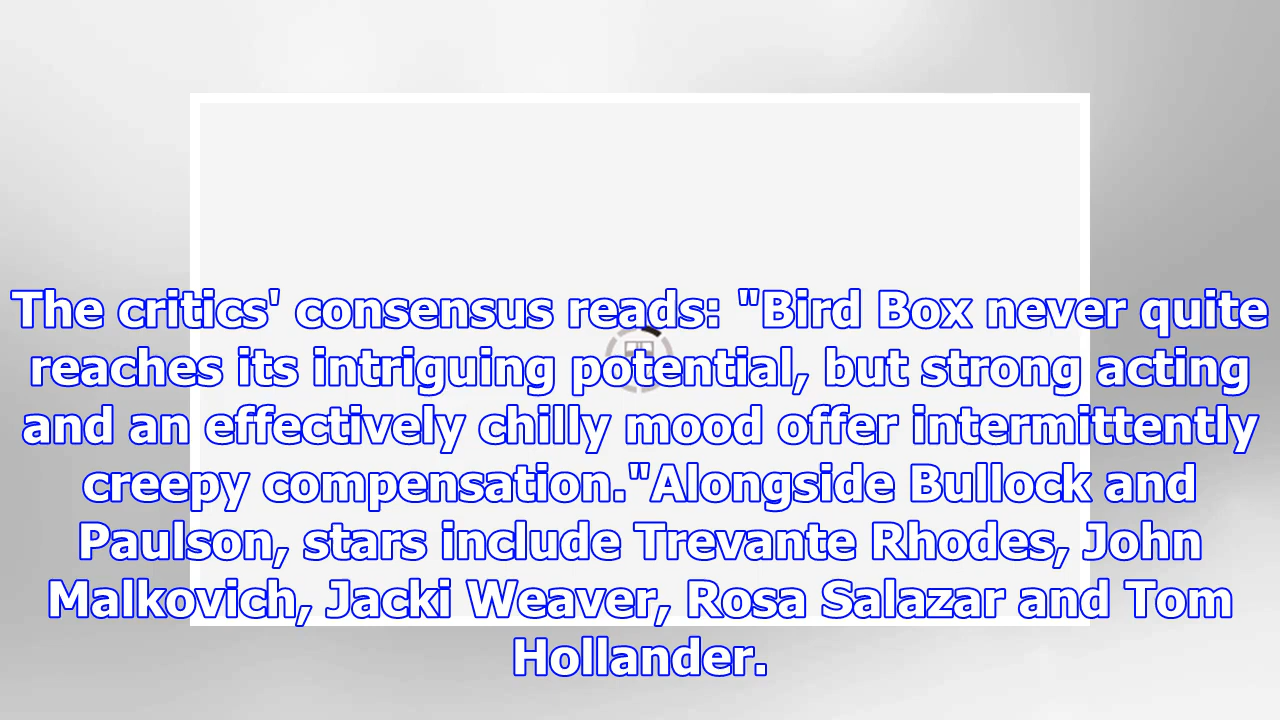 The critics' consensus reads: "Bird Box never quite
reaches its intriguing potential, but strong acting
and an effectively chilly mood offer intermittently
creepy compensation."Alongside Bullock and
Paulson, stars include Trevante Rhodes, John
Malkovich, Jacki Weaver, Rosa Salazar and Tom
Hollander.